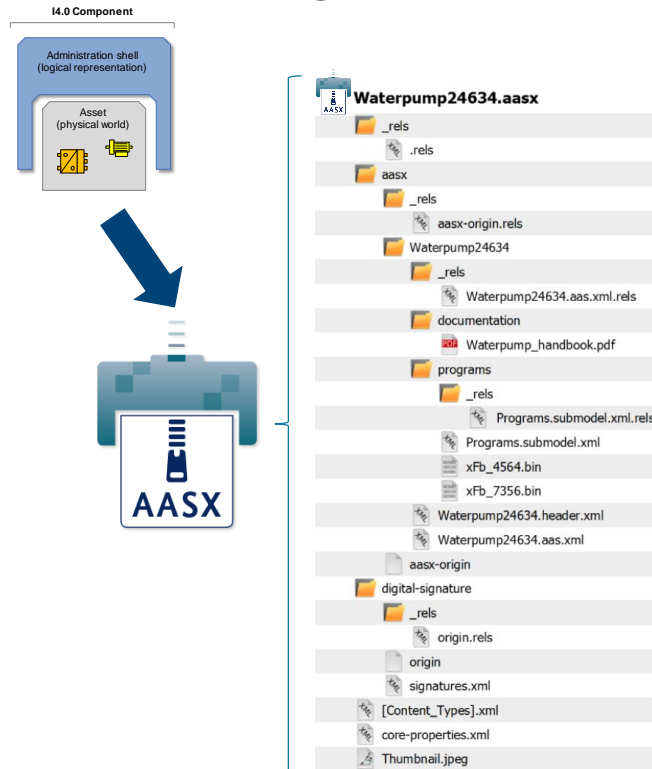 I4.0 Component
Administration shell
(logical representation)
Asset
(physical world)
AASX
AASX
Waterpump24634.aasx
_rels
.rels
aasx
_rels
aasx-origin.rels
Waterpump24634
_rels
Waterpump24634.aas.xml.rels
documentation
Waterpump_handbook.pdf
programs
_rels
Programs.submodel.xml.rels
Programs.submodel.xml
xFb_4564.bin
xFb_7356.bin
Waterpump24634.header.xml
Waterpump24634.aas.xml
aasx-origin
digital-signature
_rels
origin.rels
origin
signatures.xml
[Content_Types].xml
core-properties.xml
Thumbnail.jpeg